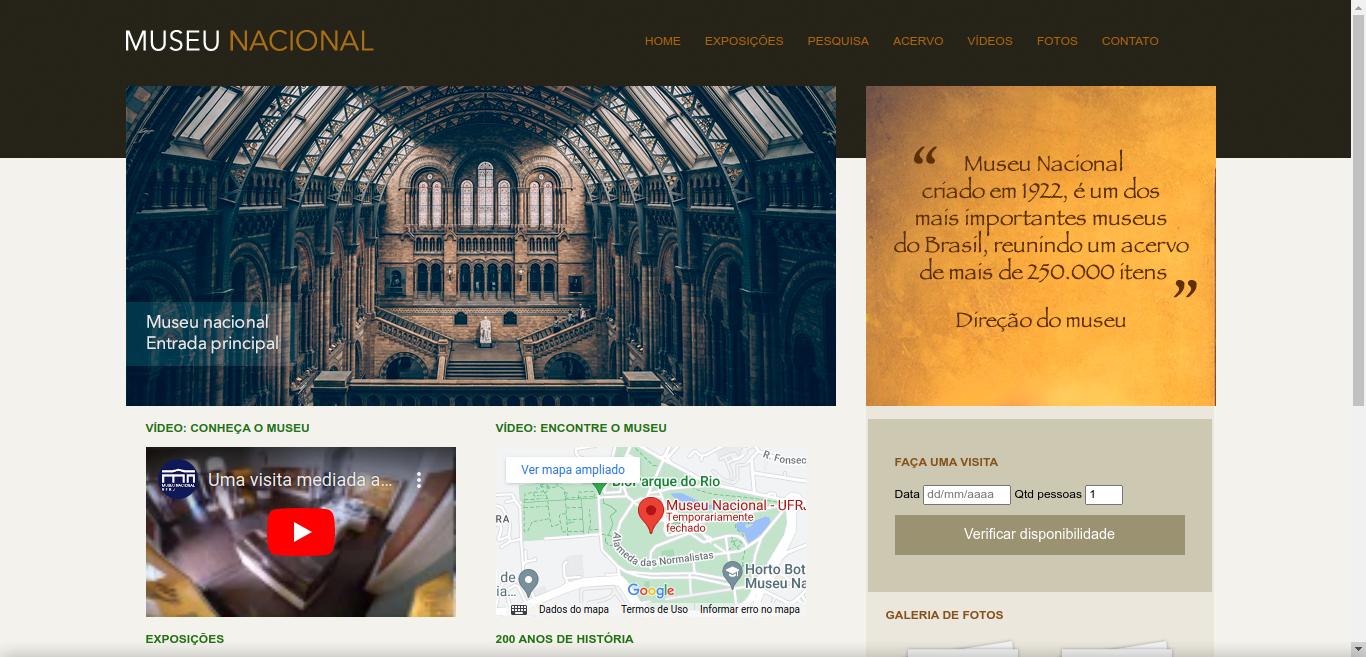 MUSEU NACIONAL
HOME EXPOSIÇÕES PESQUISA ACERVO VÍDEOS FOTOS CONTATO
Museu nacional
Entrada principal
“ Museu Nacional
criado em 1922, é um dos
mais importantes museus
do Brasil, reunindo um acervo
de mais de 250.000 itens ”
Direção do museu
VÍDEO: CONHEÇA O MUSEU
MUSEU NACIONAL
UFRJ
Uma visita mediada a...
VÍDEO: ENCONTRE O MUSEU
Ver mapa ampliado
R. Fonsec
BioParque do Rio
RA
Museu Nacional - UFRJ
Temporariamente
fechado
Alameda das Normalistas
de
ia...
Horto Bot
Museu Na
Google
Dados do mapa Termos de Uso Informar erro no mapa
FAÇA UMA VISITA
Data dd/mm/aaaa Qtd pessoas 1
Verificar disponibilidade
GALERIA DE FOTOS
EXPOSIÇÕES
200 ANOS DE HISTÓRIA